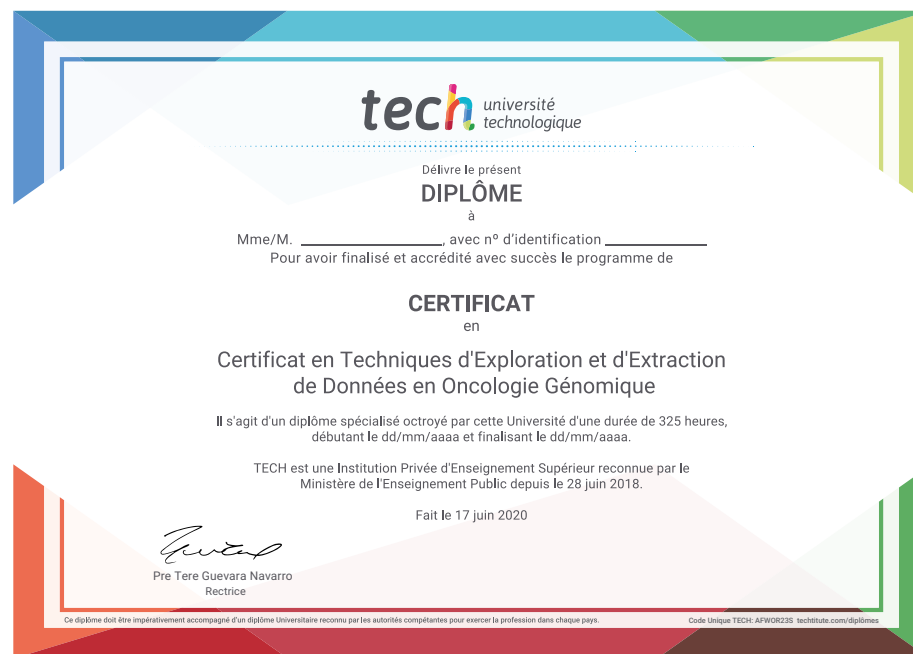 tech université
technologique
Délivre le présent
DIPLÔME
à
Mme/M. ____________________, avec nº d'identification ______________
Pour avoir finalisé et accrédité avec succès le programme de
CERTIFICAT
en
Certificat en Techniques d'Exploration et d'Extraction
de Données en Oncologie Génomique
Il s'agit d'un diplôme spécialisé octroyé par cette Université d'une durée de 325 heures,
débutant le dd/mm/aaaa et finalisant le dd/mm/aaaa.
TECH est une Institution Privée d'Enseignement Supérieur reconnue par le
Ministère de l'Enseignement Public depuis le 28 juin 2018.
Fait le 17 juin 2020
Pre Tere Guevara Navarro
Rectrice
Ce diplôme doit être impérativement accompagné d'un diplôme Universitaire reconnu par les autorités compétantes pour exercer la profession dans chaque pays.
Code Unique TECH: AFWOR23S techtitute.com/diplômes